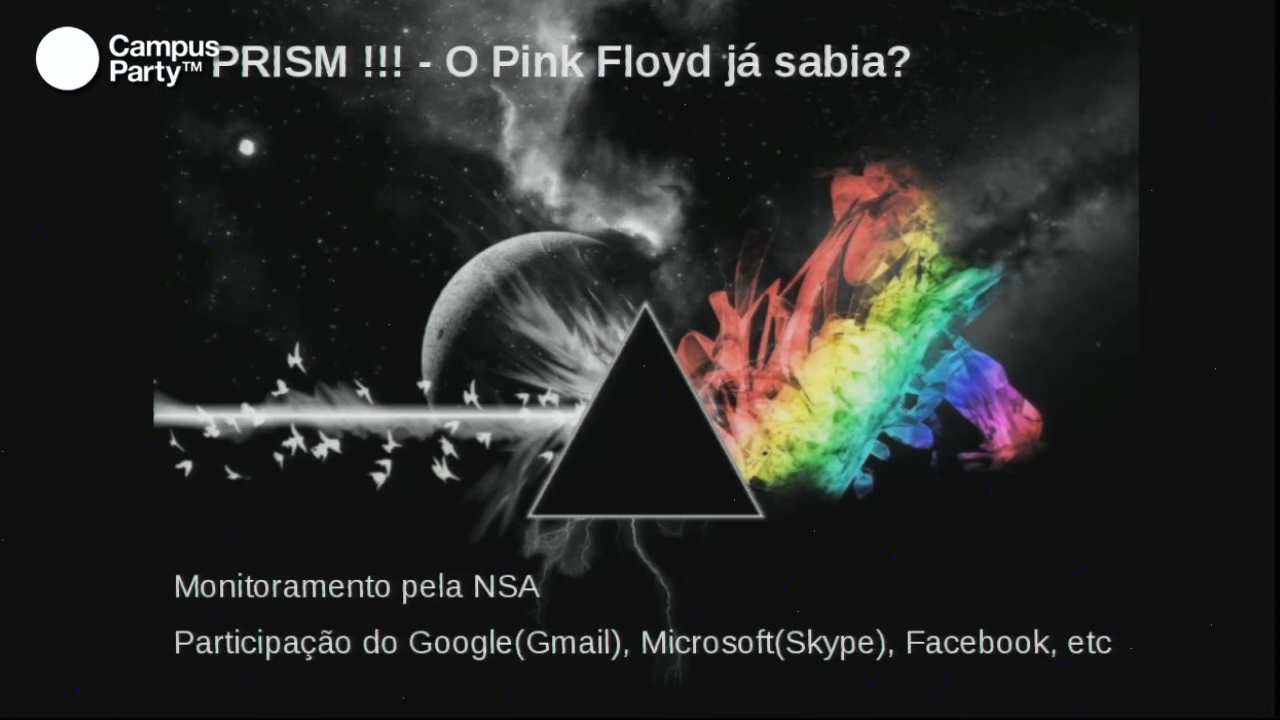 Campus
Party™
PRISM !!! - O Pink Floyd já sabia?
Monitoramento pela NSA
Participação do Google(Gmail), Microsoft(Skype), Facebook, etc